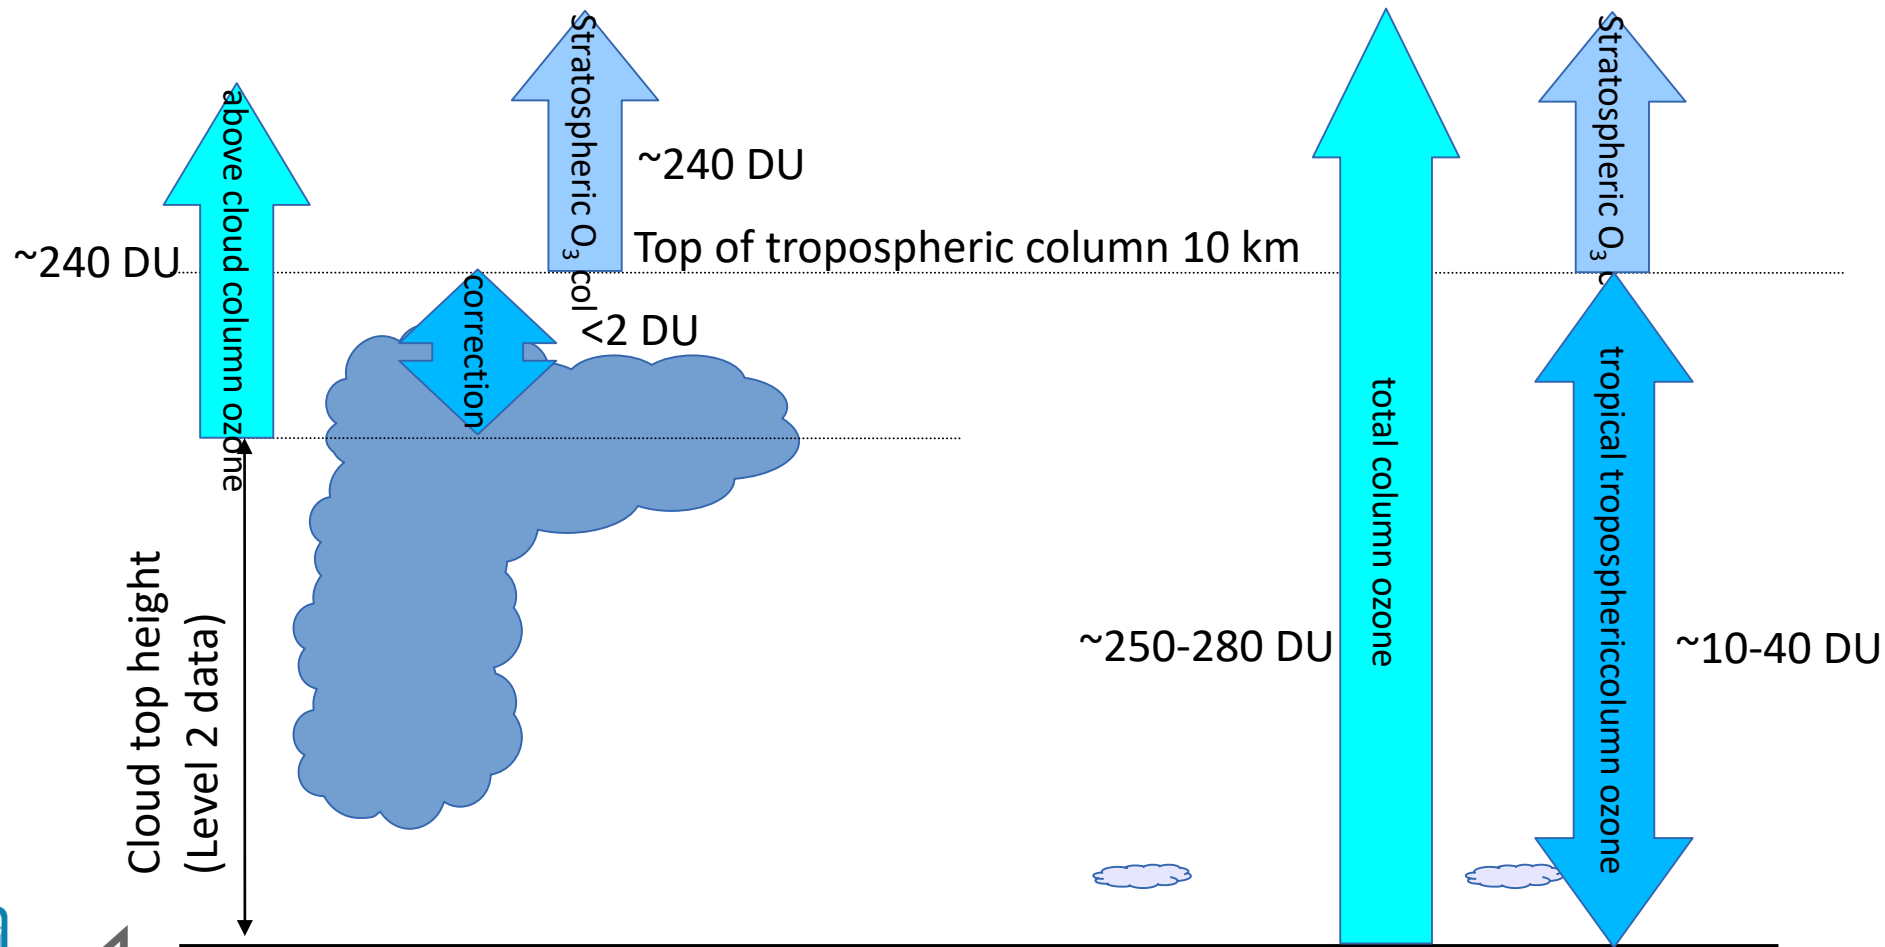 above cloud column ozone
Stratospheric O₃ col
~240 DU
~240 DU
Top of tropospheric column 10 km
correction
<2 DU
Cloud top height
(Level 2 data)
total column ozone
~250-280 DU
Stratospheric O₃ c
tropical troposphericcolumn ozone
~10-40 DU